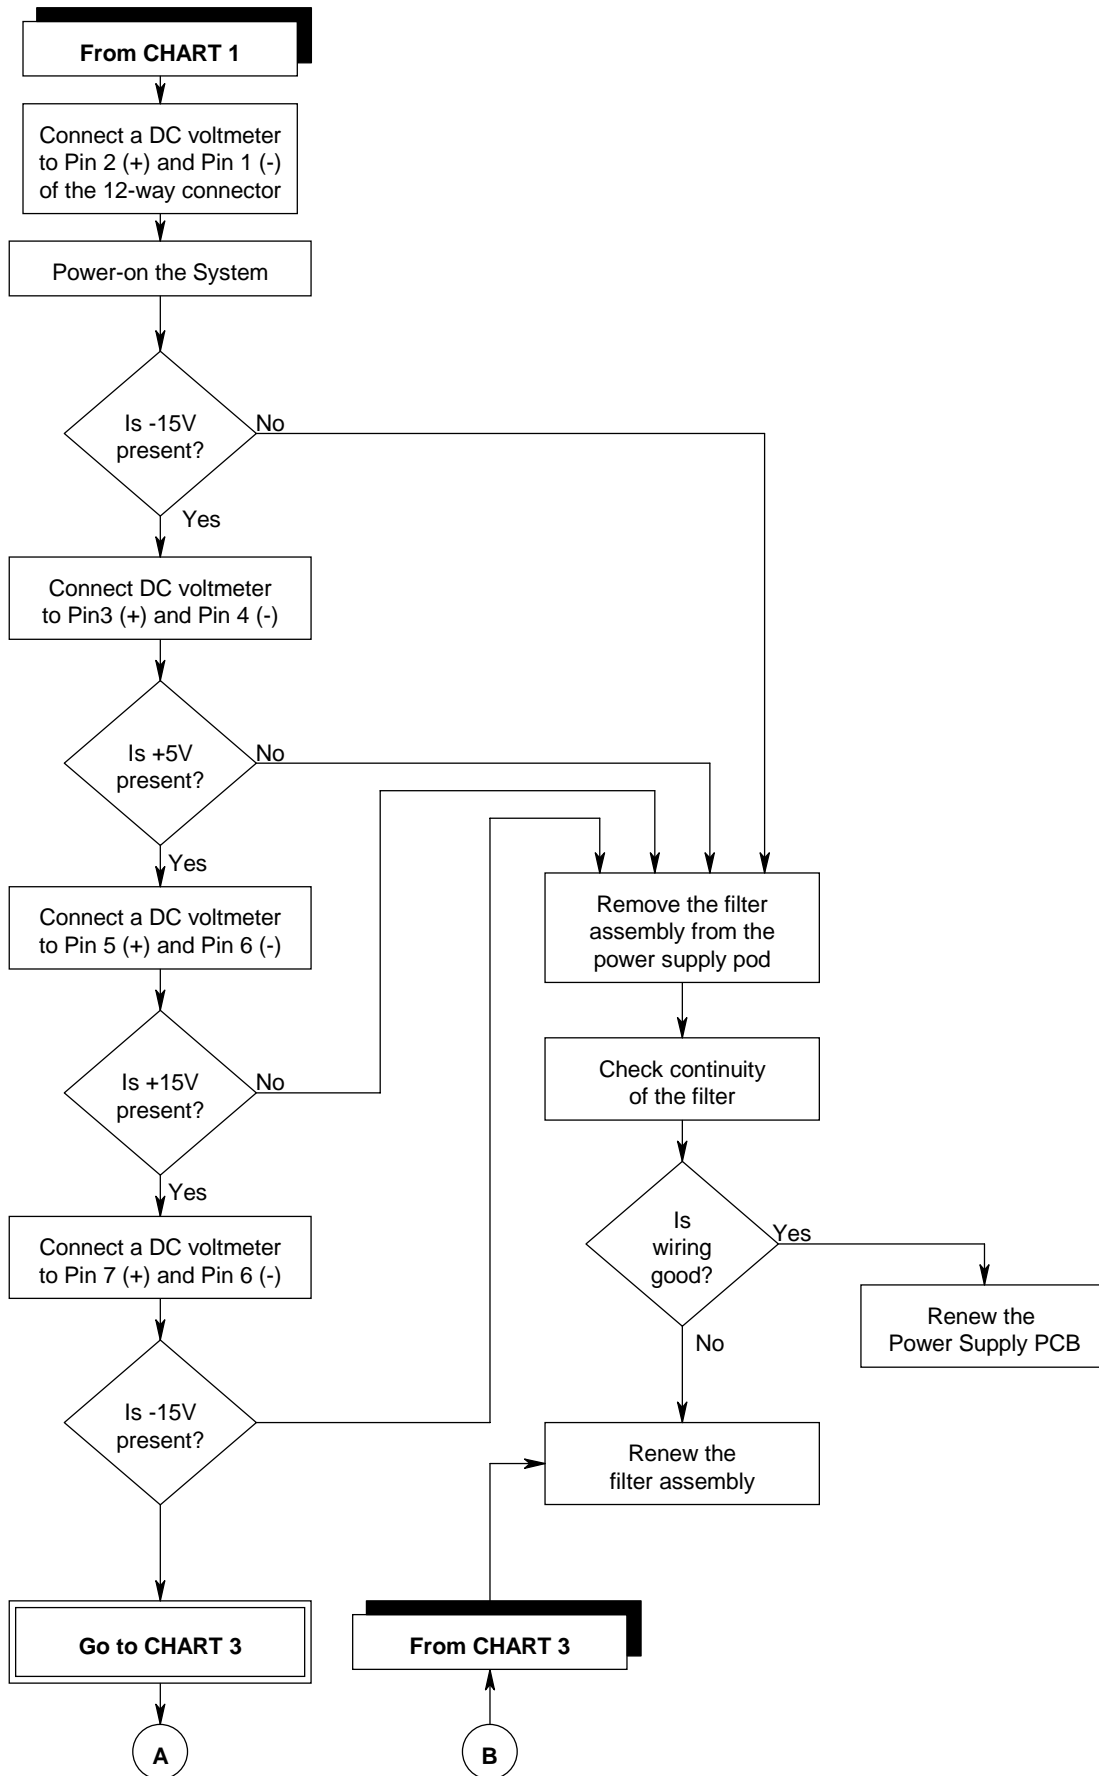 From CHART 1
Connect a DC voltmeter
to Pin 2 (+) and Pin 1 (-)
of the 12-way connector
Power-on the System
Is -15V
present?
No
Yes
Connect DC voltmeter
to Pin3 (+) and Pin 4 (-)
Is +5V
present?
No
Yes
Connect a DC voltmeter
to Pin 5 (+) and Pin 6 (-)
Is +15V
present?
No
Yes
Connect a DC voltmeter
to Pin 7 (+) and Pin 6 (-)
Is -15V
present?
Go to CHART 3
A
Remove the filter
assembly from the
power supply pod
Check continuity
of the filter
Is
wiring
good?
Yes
No
Renew the
Power Supply PCB
Renew the
filter assembly
From CHART 3
B